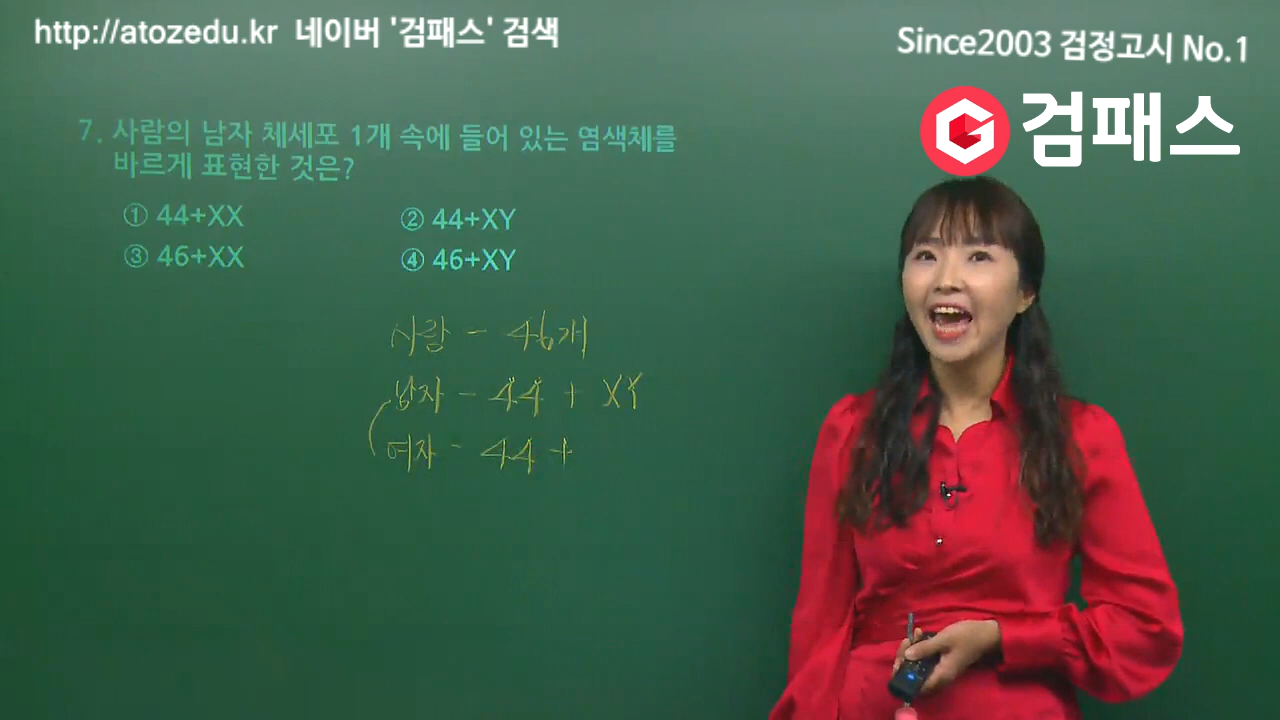 http://atozedu.kr 네이버 '검패스' 검색
Since2003 검정고시 No.1
검패스
7. 사람의 남자 체세포 1개 속에 들어 있는 염색체를
바르게 표현한 것은?
① 44+XX ② 44+XY
③ 46+XX ④ 46+XY
사람 - 46개
남자 - 44 + XY
여자 - 44 +